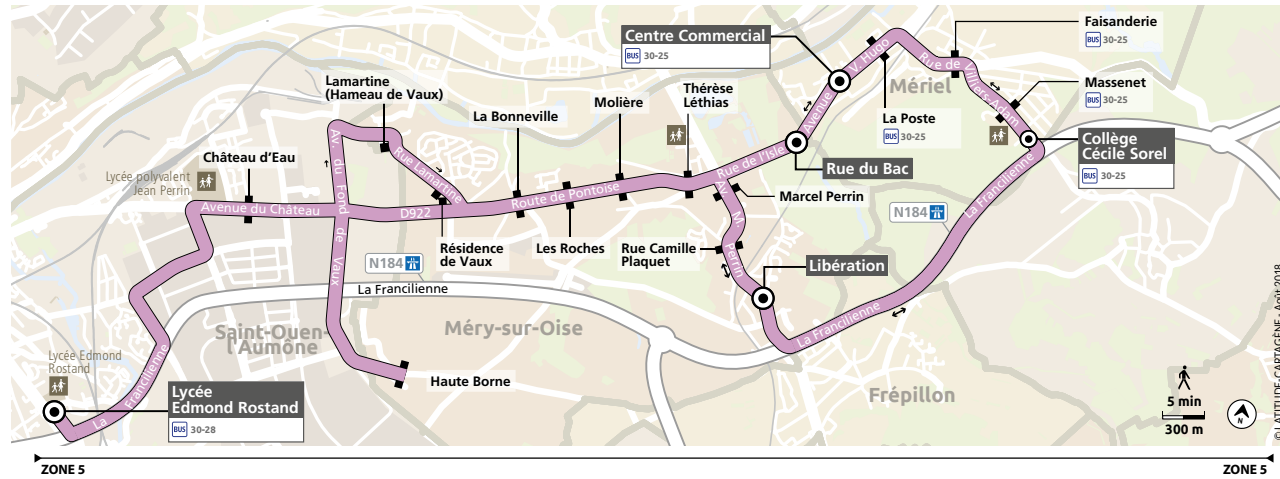 Centre Commercial
BUS 30-25
Faisanderie
BUS 30-25
Lamartine
(Hameau de Vaux)
La Bonneville
Molière
Thérèse
Léthias
Avenue V. Hugo
Rue de Villiers-Adam
Mériel
La Poste
BUS 30-25
Massenet
BUS 30-25
Collège
Cécile Sorel
BUS 30-25
Château d'Eau
Lycée polyvalent
Jean Perrin
Avenue du Château
Av. du Fond de Vaux
Rue Lamartine
D922
Route de Pontoise
Rue de l'Isle
Rue du Bac
Marcel Perrin
Av. M. Perrin
Résidence
de Vaux
Les Roches
Rue Camille
Plaquet
Libération
N184
La Francilienne
N184
La Francilienne
La Francilienne
Saint-Ouen-
l'Aumône
Méry-sur-Oise
Frépillon
Haute Borne
Lycée Edmond
Rostand
La Francilienne
Lycée
Edmond Rostand
BUS 30-28
5 min
300 m
N
© LATITUDE-CARTAGÈNE - Août 2018
ZONE 5
ZONE 5